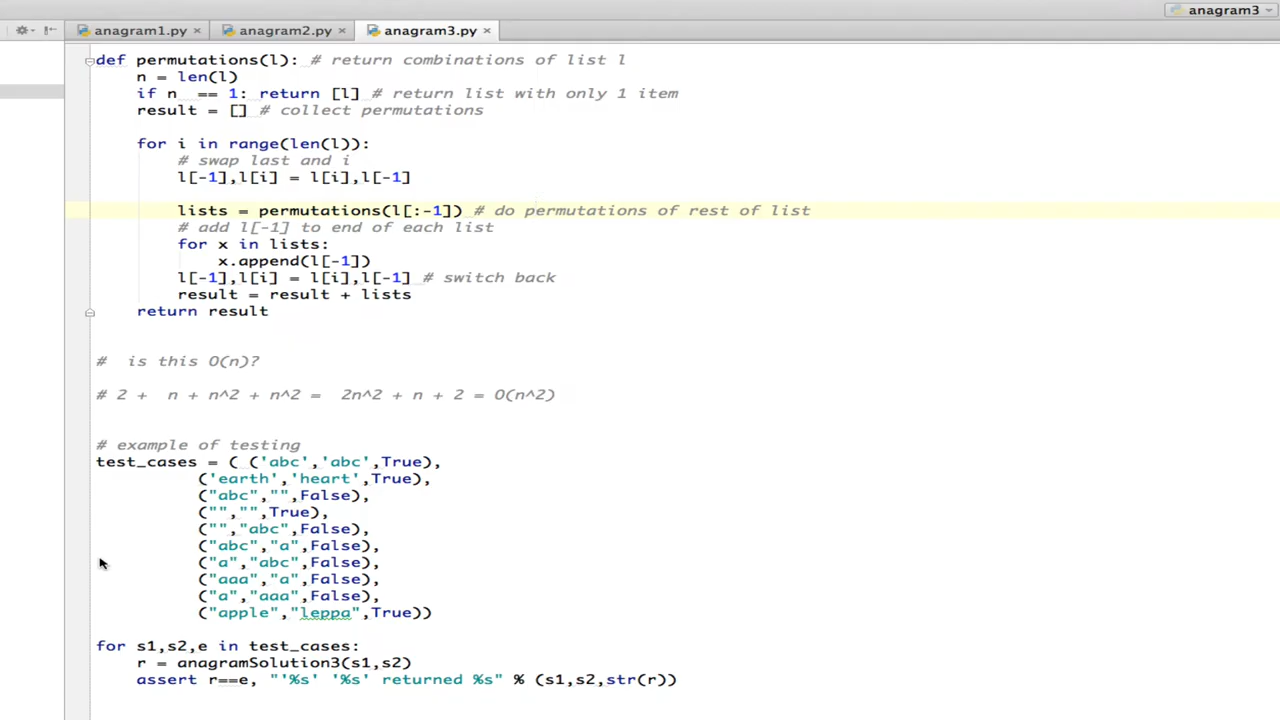 anagram3
anagram1.py × anagram2.py × anagram3.py ×
def permutations(l): # return combinations of list l
n = len(l)
if n  == 1: return [l] # return list with only 1 item
result = [] # collect permutations
for i in range(len(l)):
# swap last and i
l[-1],l[i] = l[i],l[-1]
lists = permutations(l[:-1]) # do permutations of rest of list
# add l[-1] to end of each list
for x in lists:
x.append(l[-1])
l[-1],l[i] = l[i],l[-1] # switch back
result = result + lists
return result
#  is this O(n)?
# 2 +  n + n^2 + n^2 =  2n^2 + n + 2 = O(n^2)
# example of testing
test_cases = ( ('abc','abc',True),
('earth','heart',True),
("abc","",False),
("","",True),
("","abc",False),
("abc","a",False),
("a","abc",False),
("aaa","a",False),
("a","aaa",False),
("apple","leppa",True))
for s1,s2,e in test_cases:
r = anagramSolution3(s1,s2)
assert r==e, "'%s' '%s' returned %s" % (s1,s2,str(r))